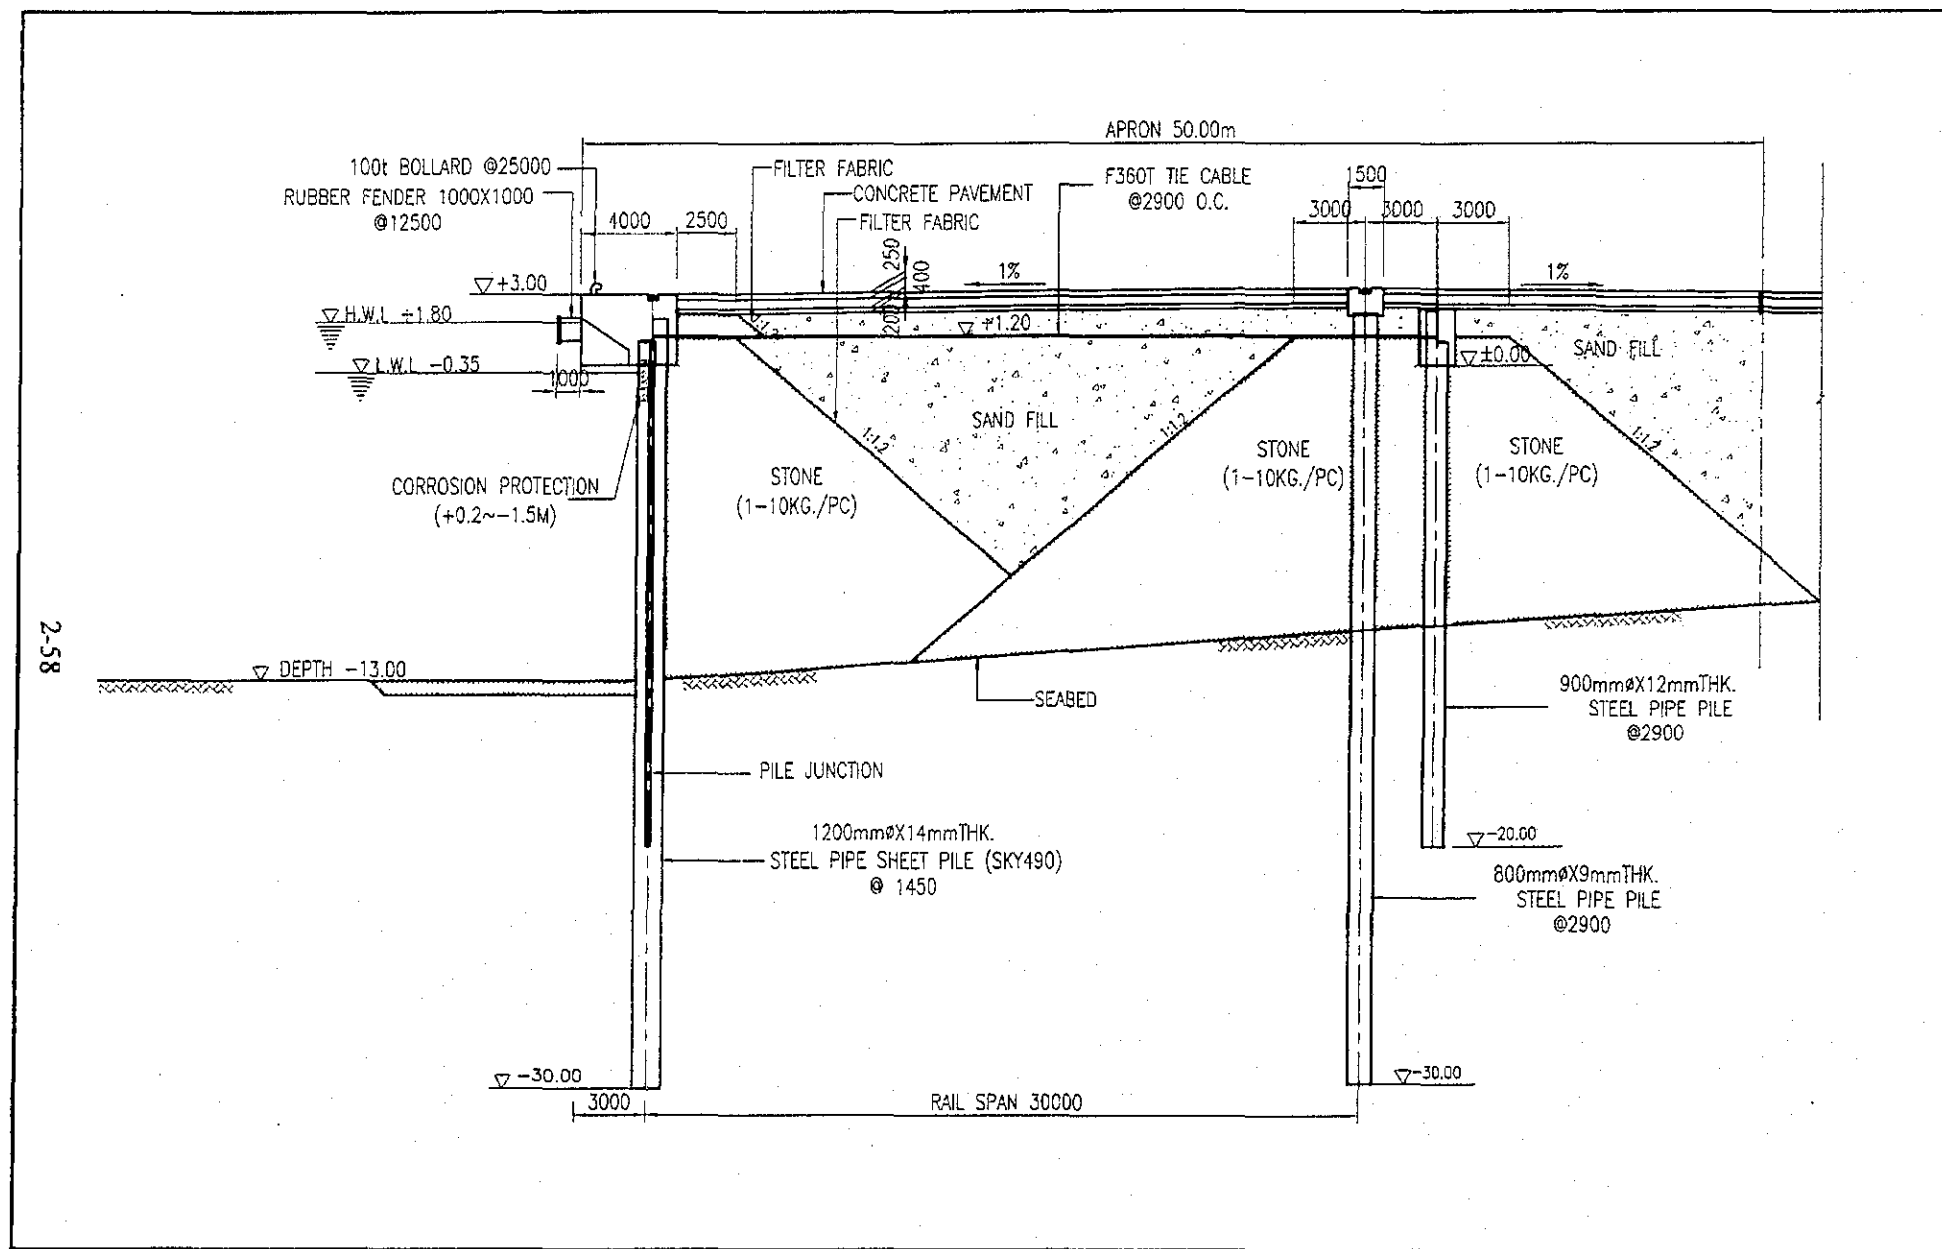 APRON 50.00m
100t BOLLARD @25000
RUBBER FENDER 1000X1000
@12500
FILTER FABRIC
CONCRETE PAVEMENT
FILTER FABRIC
F360T TIE CABLE
@2900 O.C.
1500
4000
2500
3000
3000
3000
250
400
200
1%
1%
+3.00
H.W.L +1.80
L.W.L -0.35
1000
+1.20
±0.00
SAND FILL
SAND FILL
1:1.2
1:1.2
1:1.2
STONE
(1-10KG./PC)
STONE
(1-10KG./PC)
STONE
(1-10KG./PC)
CORROSION PROTECTION
(+0.2~-1.5M)
2-58
DEPTH -13.00
SEABED
900mmøX12mmTHK.
STEEL PIPE PILE
@2900
PILE JUNCTION
1200mmøX14mmTHK.
STEEL PIPE SHEET PILE (SKY490)
@ 1450
-20.00
800mmøX9mmTHK.
STEEL PIPE PILE
@2900
-30.00
-30.00
3000
RAIL SPAN 30000